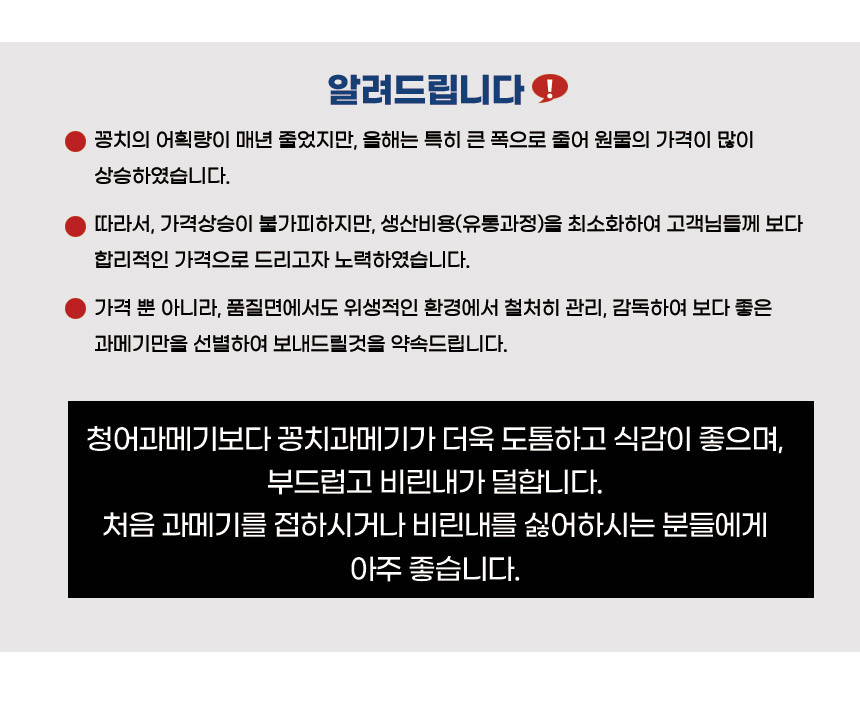 알려드립니다 !
꽁치의 어획량이 매년 줄었지만, 올해는 특히 큰 폭으로 줄어 원물의 가격이 많이
상승하였습니다.
따라서, 가격상승이 불가피하지만, 생산비용(유통과정)을 최소화하여 고객님들께 보다
합리적인 가격으로 드리고자 노력하였습니다.
가격 뿐 아니라, 품질면에서도 위생적인 환경에서 철처히 관리, 감독하여 보다 좋은
과메기만을 선별하여 보내드릴것을 약속드립니다.
청어과메기보다 꽁치과메기가 더욱 도톰하고 식감이 좋으며,
부드럽고 비린내가 덜합니다.
처음 과메기를 접하시거나 비린내를 싫어하시는 분들에게
아주 좋습니다.